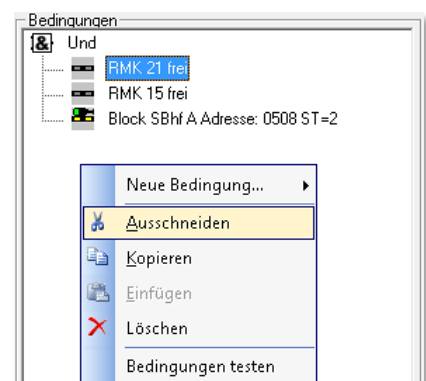 Bedingungen
& Und
RMK 21 frei
RMK 15 frei
Block SBhf A Adresse: 0508 ST=2
Neue Bedingung...
Ausschneiden
Kopieren
Einfügen
Löschen
Bedingungen testen